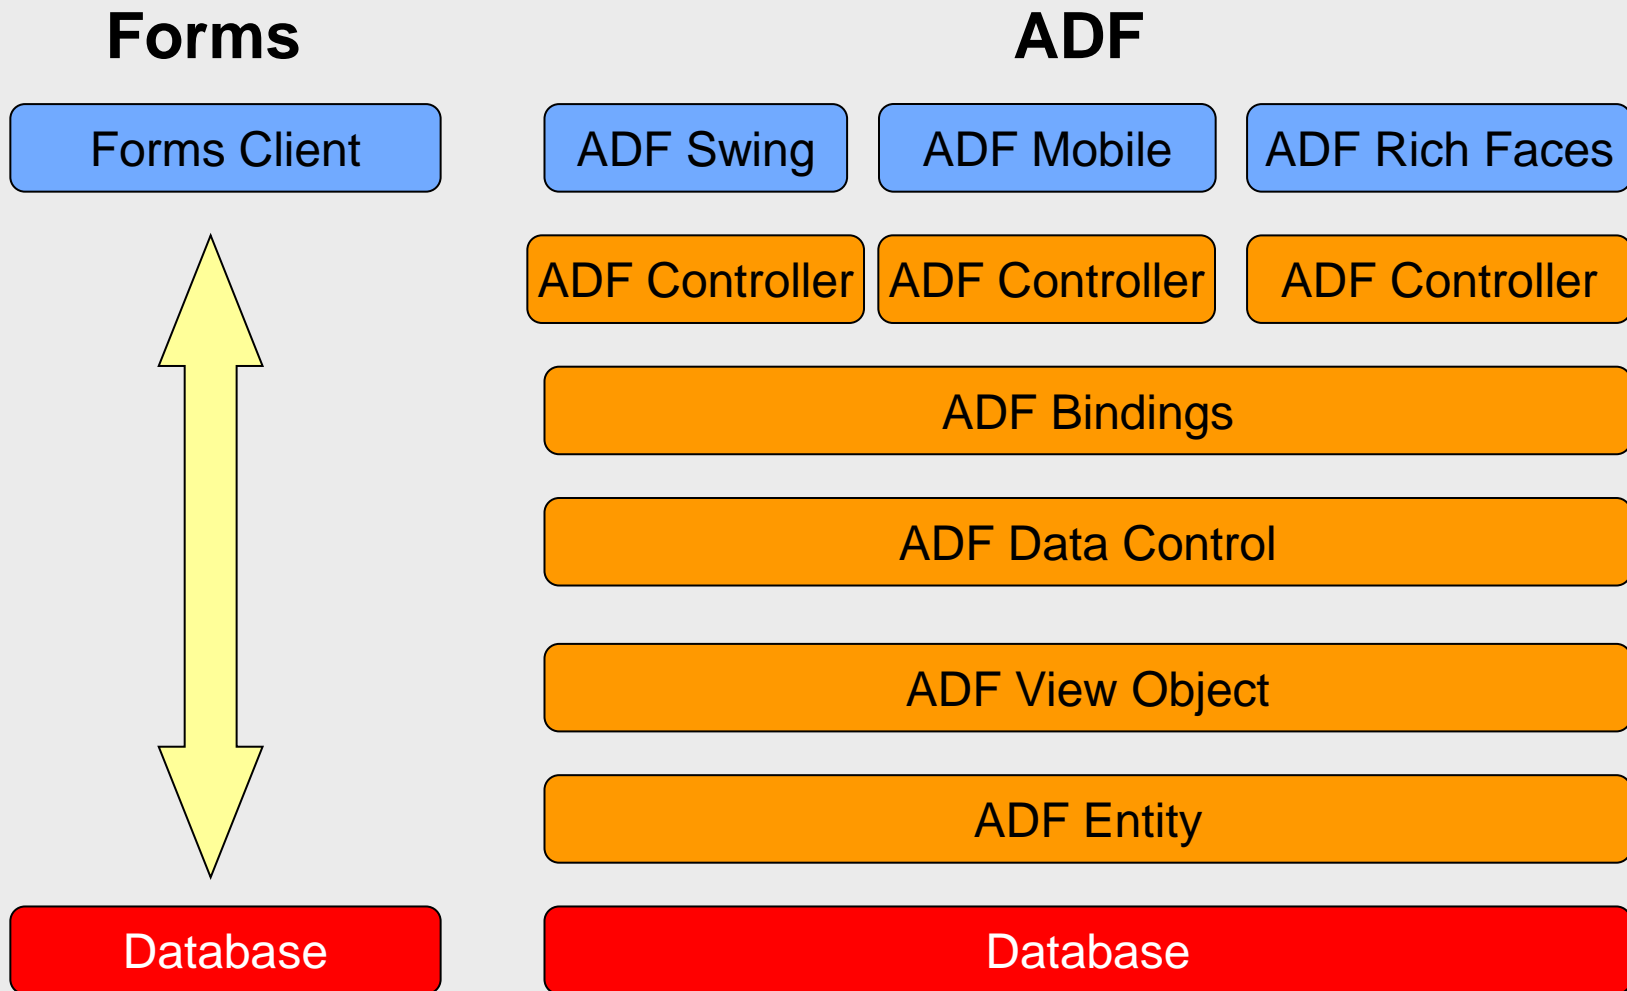 Forms
ADF
Forms Client
ADF Swing
ADF Mobile
ADF Rich Faces
ADF Controller
ADF Controller
ADF Controller
ADF Bindings
ADF Data Control
ADF View Object
ADF Entity
Database
Database